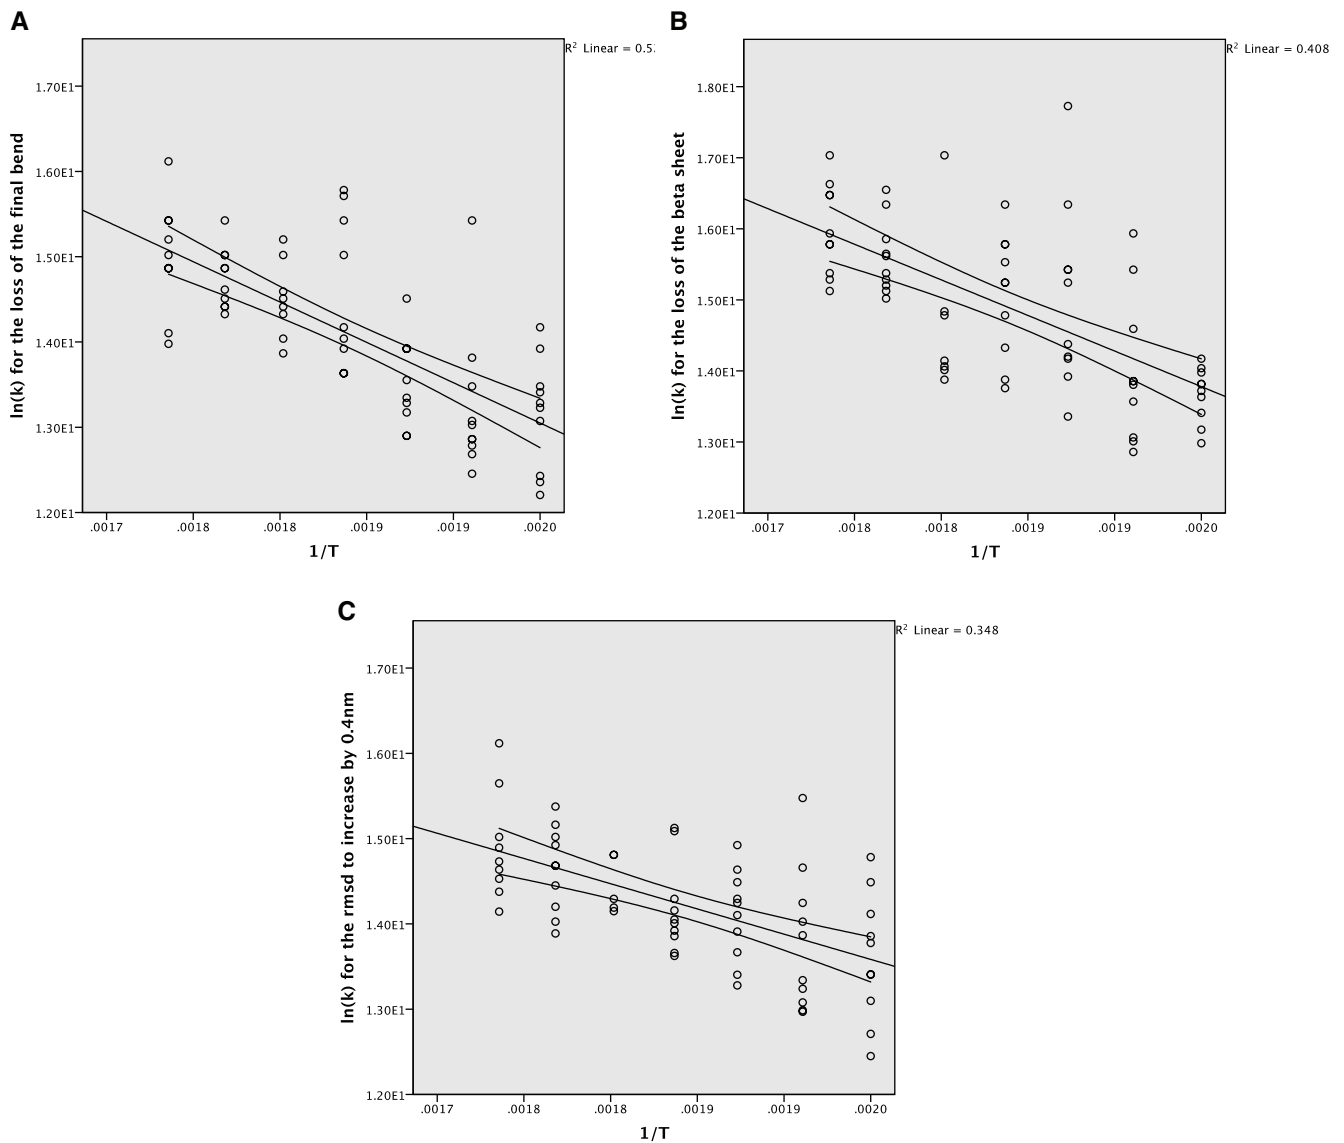 A
R² Linear = 0.5
ln(k) for the loss of the final bend
1.70E1
1.60E1
1.50E1
1.40E1
1.30E1
1.20E1
.0017 .0018 .0018 .0019 .0019 .0020
1/T
B
R² Linear = 0.408
ln(k) for the loss of the beta sheet
1.80E1
1.70E1
1.60E1
1.50E1
1.40E1
1.30E1
1.20E1
.0017 .0018 .0018 .0019 .0019 .0020
1/T
C
R² Linear = 0.348
ln(k) for the rmsd to increase by 0.4nm
1.70E1
1.60E1
1.50E1
1.40E1
1.30E1
1.20E1
.0017 .0018 .0018 .0019 .0019 .0020
1/T